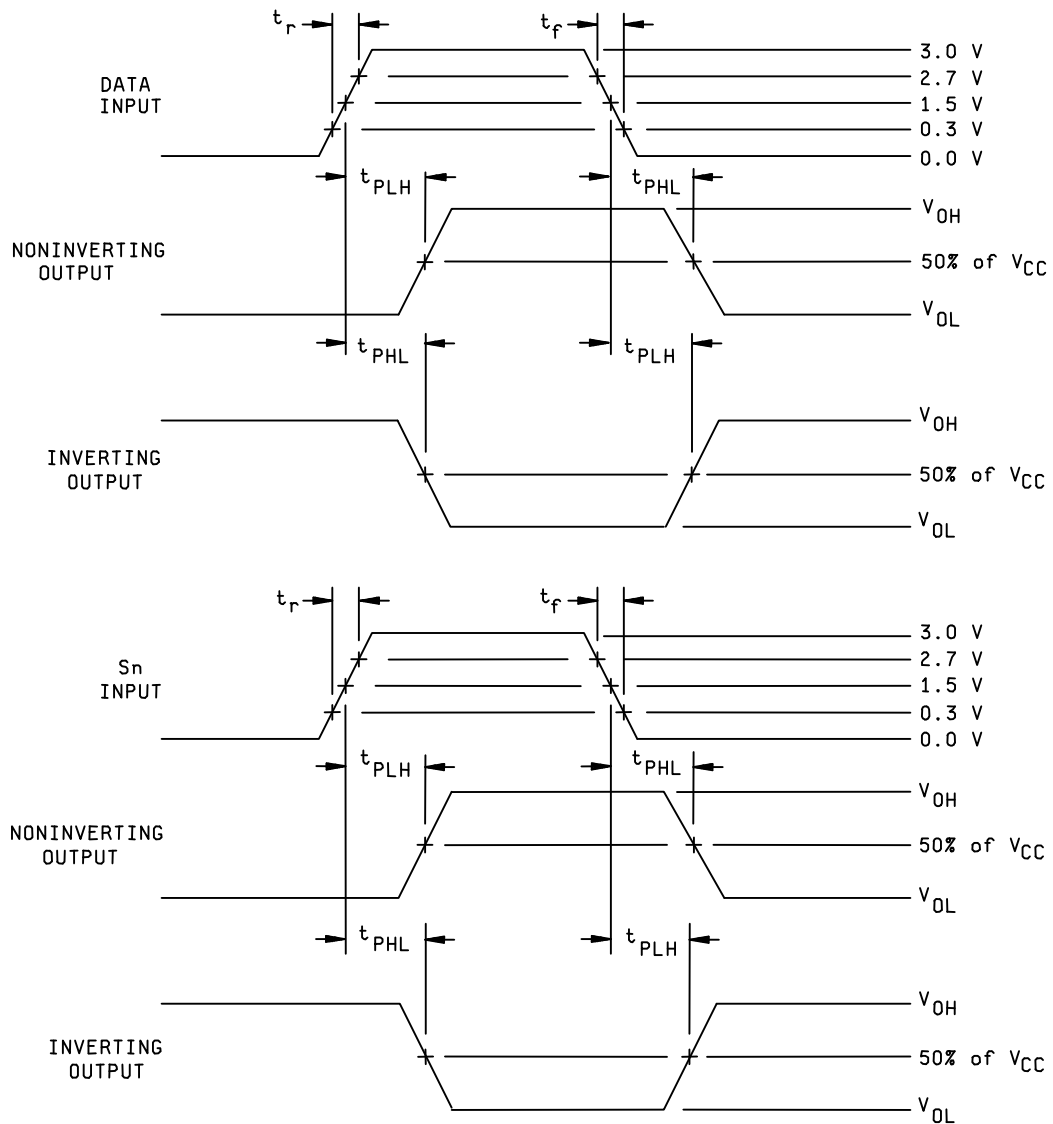 tr
tf
3.0 V
DATA
INPUT
2.7 V
1.5 V
0.3 V
0.0 V
tPLH
tPHL
VOH
NONINVERTING
OUTPUT
50% of VCC
VOL
tPHL
tPLH
VOH
INVERTING
OUTPUT
50% of VCC
VOL
tr
tf
3.0 V
Sn
INPUT
2.7 V
1.5 V
0.3 V
0.0 V
tPLH
tPHL
VOH
NONINVERTING
OUTPUT
50% of VCC
VOL
tPHL
tPLH
VOH
INVERTING
OUTPUT
50% of VCC
VOL